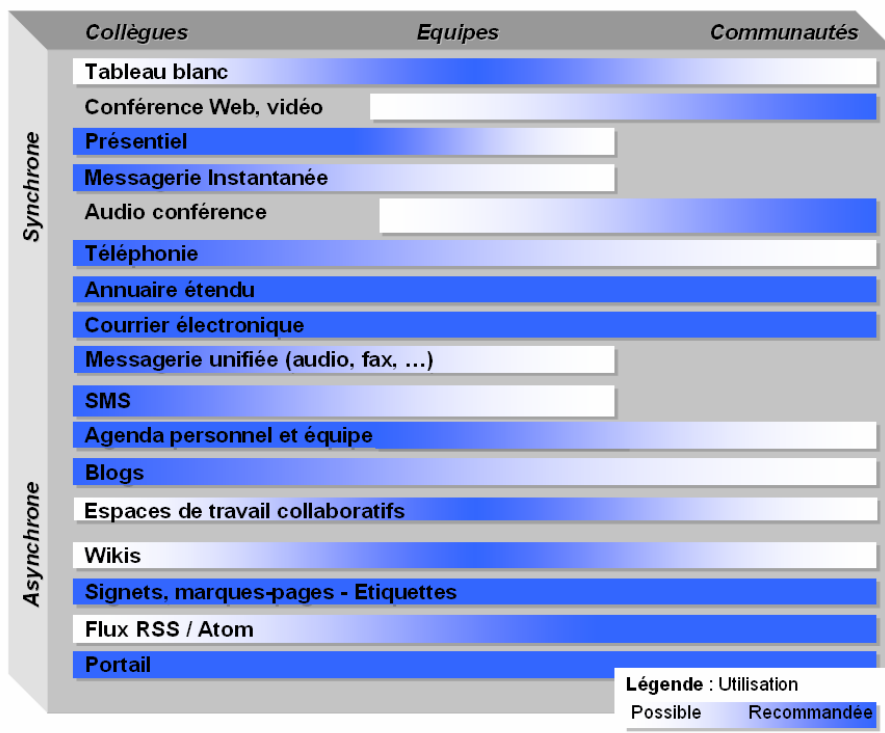 Collègues Equipes Communautés
Synchrone
Tableau blanc
Conférence Web, vidéo
Présentiel
Messagerie Instantanée
Audio conférence
Téléphonie
Annuaire étendu
Courrier électronique
Asynchrone
Messagerie unifiée (audio, fax, …)
SMS
Agenda personnel et équipe
Blogs
Espaces de travail collaboratifs
Wikis
Signets, marques-pages - Etiquettes
Flux RSS / Atom
Portail
Légende : Utilisation
Possible Recommandée